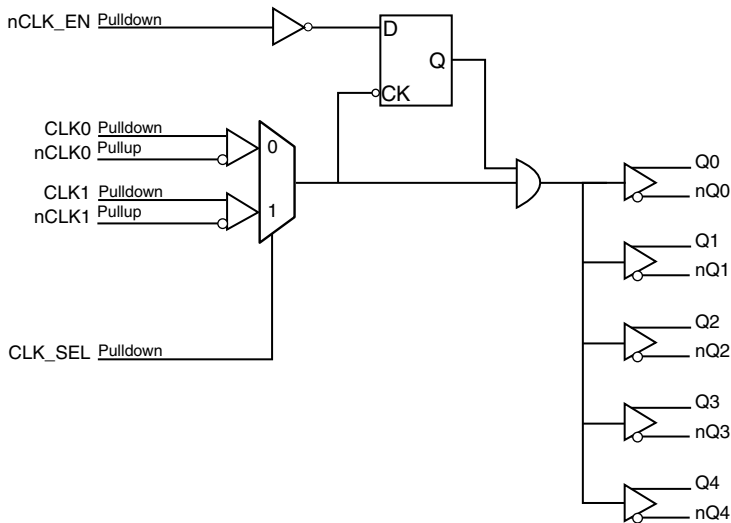 nCLK_EN Pulldown
D
Q
CK
CLK0 Pulldown
nCLK0 Pullup
0
CLK1 Pulldown
nCLK1 Pullup
1
CLK_SEL Pulldown
Q0
nQ0
Q1
nQ1
Q2
nQ2
Q3
nQ3
Q4
nQ4